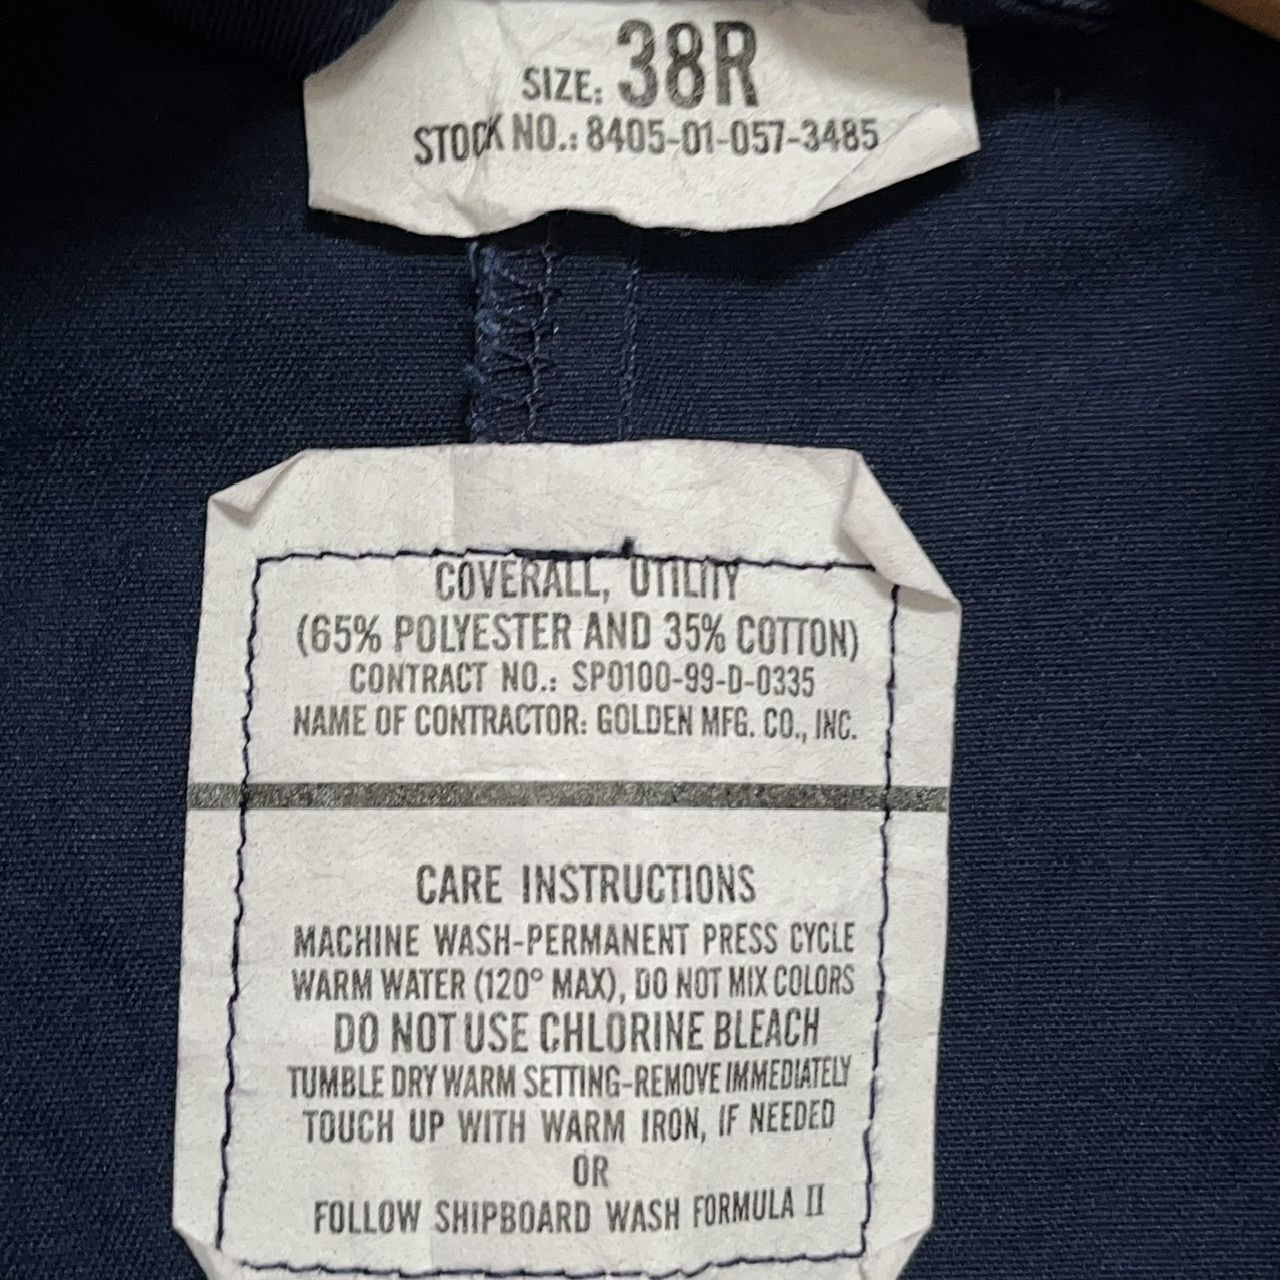 SIZE: 38R
STOCK NO.: 8405-01-057-3485
COVERALL, UTILITY
(65% POLYESTER AND 35% COTTON)
CONTRACT NO.: SP0100-99-D-0335
NAME OF CONTRACTOR: GOLDEN MFG. CO., INC.
CARE INSTRUCTIONS
MACHINE WASH-PERMANENT PRESS CYCLE
WARM WATER (120° MAX), DO NOT MIX COLORS
DO NOT USE CHLORINE BLEACH
TUMBLE DRY WARM SETTING-REMOVE IMMEDIATELY
TOUCH UP WITH WARM IRON, IF NEEDED
OR
FOLLOW SHIPBOARD WASH FORMULA II